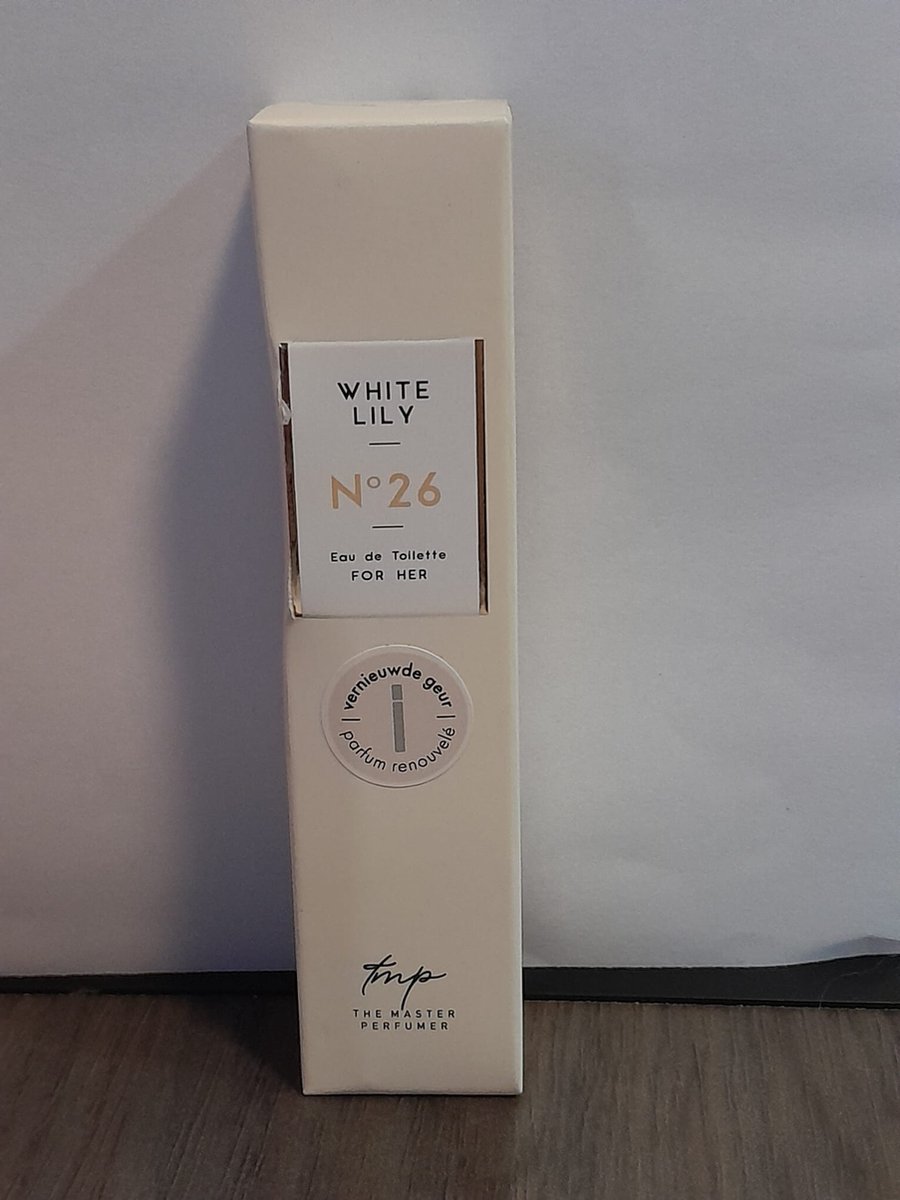 WHITE
LILY
N°26
Eau de Toilette
FOR HER
vernieuwde geur
i
parfum renouvelé
tmp
THE MASTER
PERFUMER